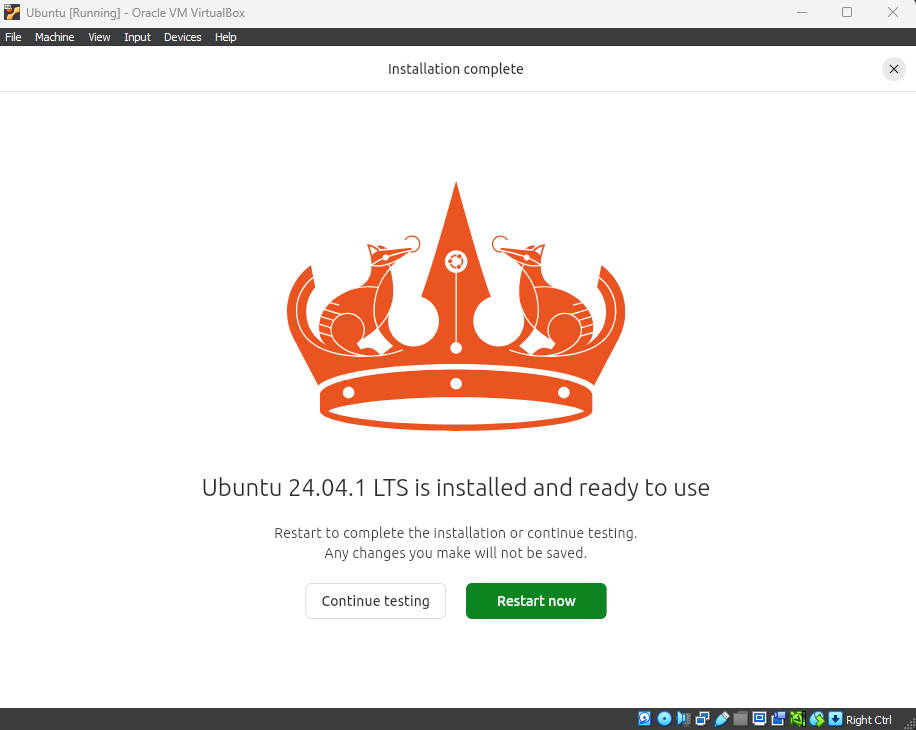 Ubuntu [Running] - Oracle VM VirtualBox
File Machine View Input Devices Help
Installation complete
Ubuntu 24.04.1 LTS is installed and ready to use
Restart to complete the installation or continue testing.
Any changes you make will not be saved.
Continue testing Restart now
Right Ctrl